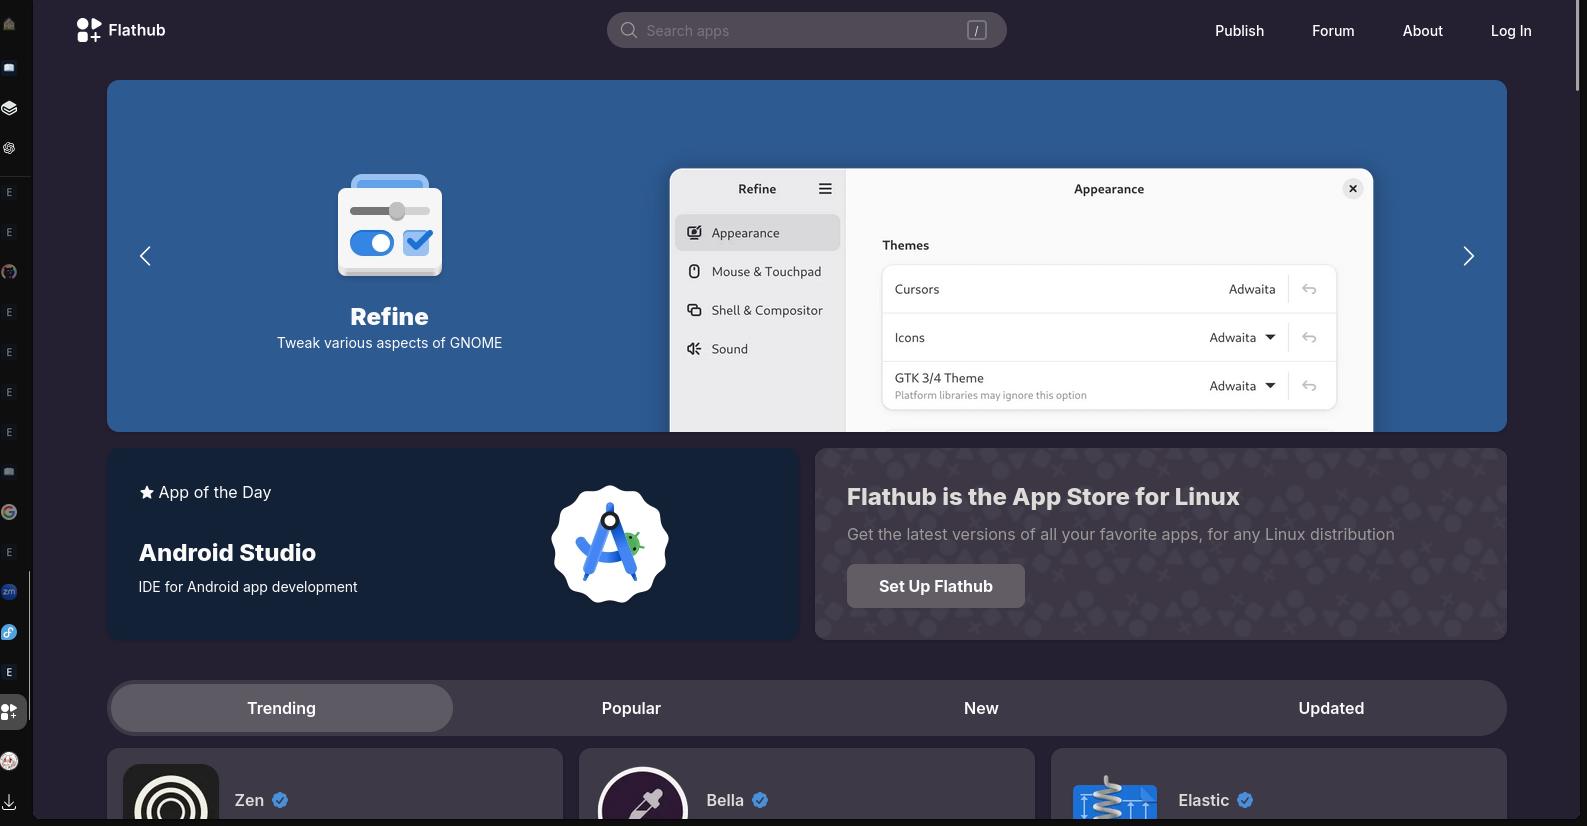 Flathub
Search apps
/
Publish
Forum
About
Log In
Refine
Tweak various aspects of GNOME
Refine
Appearance
Mouse & Touchpad
Shell & Compositor
Sound
Appearance
Themes
Cursors Adwaita
Icons Adwaita
GTK 3/4 Theme Adwaita
Platform libraries may ignore this option
App of the Day
Android Studio
IDE for Android app development
Flathub is the App Store for Linux
Get the latest versions of all your favorite apps, for any Linux distribution
Set Up Flathub
Trending
Popular
New
Updated
Zen
Bella
Elastic
E
E
E
E
E
E
E
zm
E